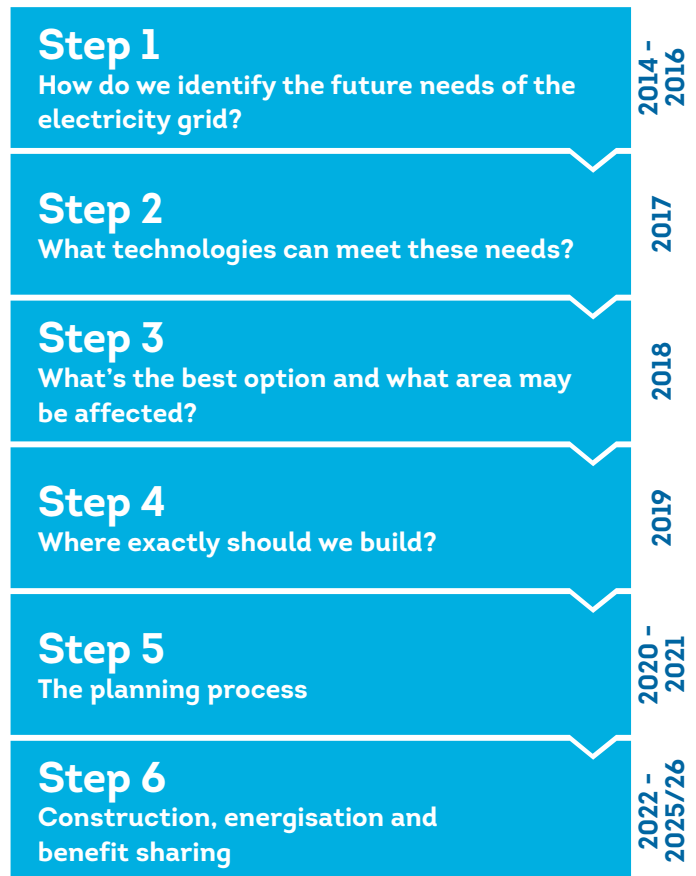 Step 1
How do we identify the future needs of the
electricity grid?
2014 -
2016
Step 2
What technologies can meet these needs?
2017
Step 3
What's the best option and what area may
be affected?
2018
Step 4
Where exactly should we build?
2019
Step 5
The planning process
2020 -
2021
Step 6
Construction, energisation and
benefit sharing
2022 -
2025/26